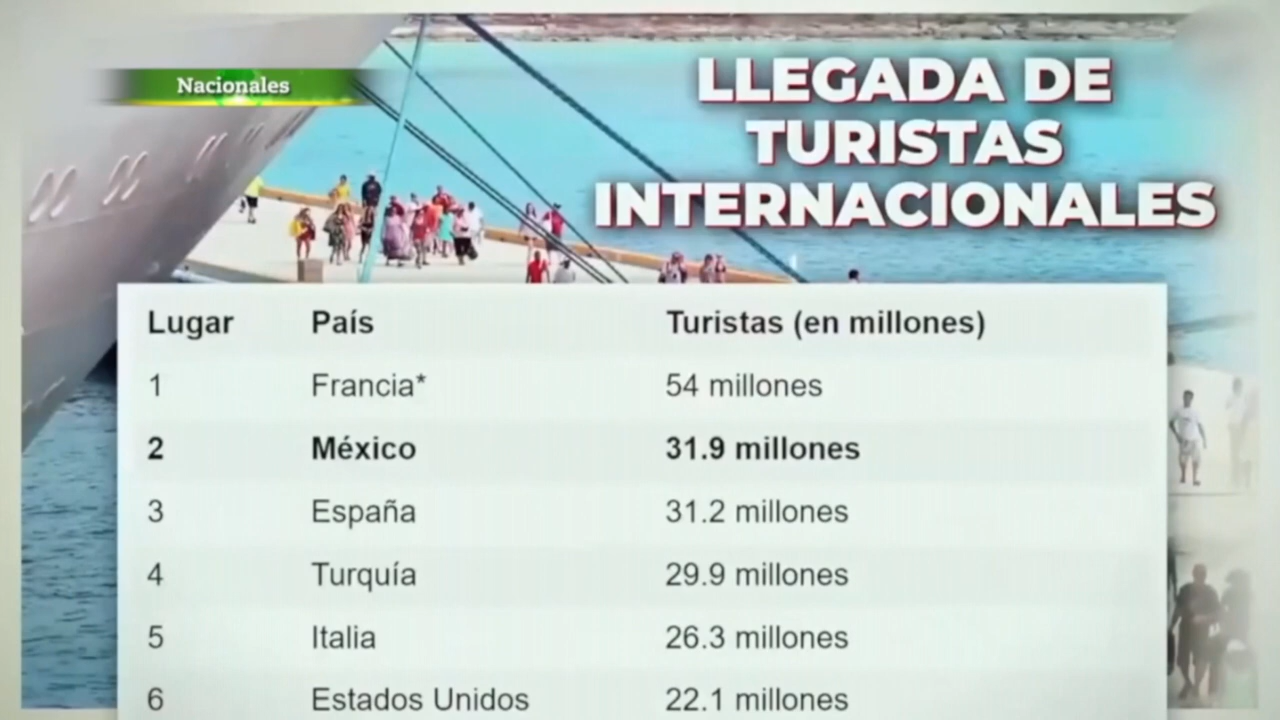 Nacionales
LLEGADA DE
TURISTAS
INTERNACIONALES
Lugar País Turistas (en millones)
1 Francia* 54 millones
2 México 31.9 millones
3 España 31.2 millones
4 Turquía 29.9 millones
5 Italia 26.3 millones
6 Estados Unidos 22.1 millones